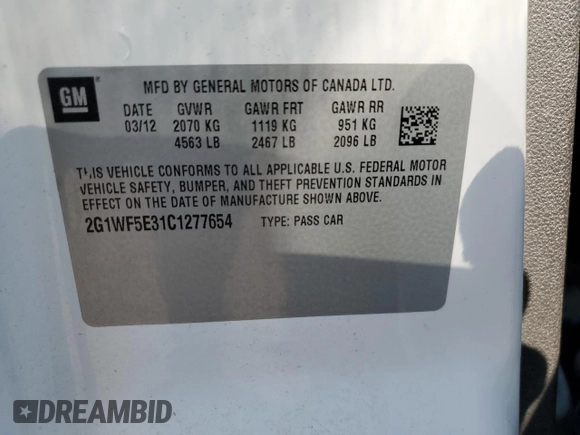 GM
MFD BY GENERAL MOTORS OF CANADA LTD.
DATE GVWR GAWR FRT GAWR RR
03/12 2070 KG 1119 KG 951 KG
4563 LB 2467 LB 2096 LB
THIS VEHICLE CONFORMS TO ALL APPLICABLE U.S. FEDERAL MOTOR
VEHICLE SAFETY, BUMPER, AND THEFT PREVENTION STANDARDS IN
EFFECT ON THE DATE OF MANUFACTURE SHOWN ABOVE.
2G1WF5E31C1277654 TYPE: PASS CAR
DREAMBID